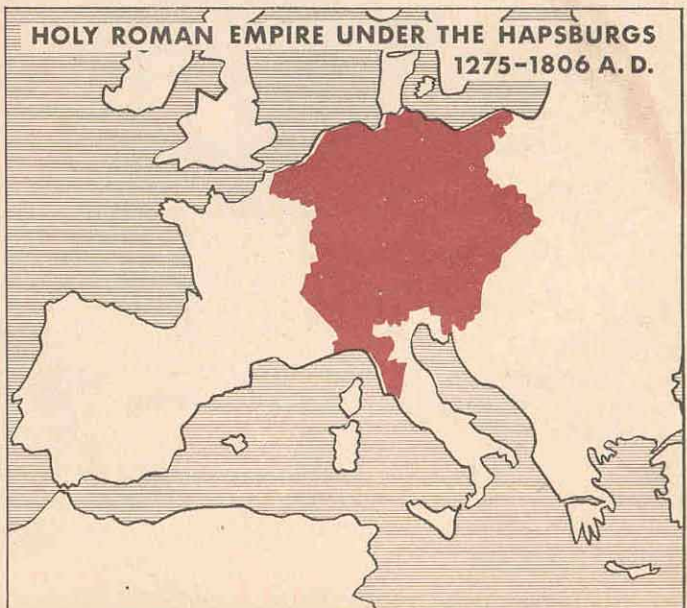 HOLY ROMAN EMPIRE UNDER THE HAPSBURGS
1275-1806 A. D.